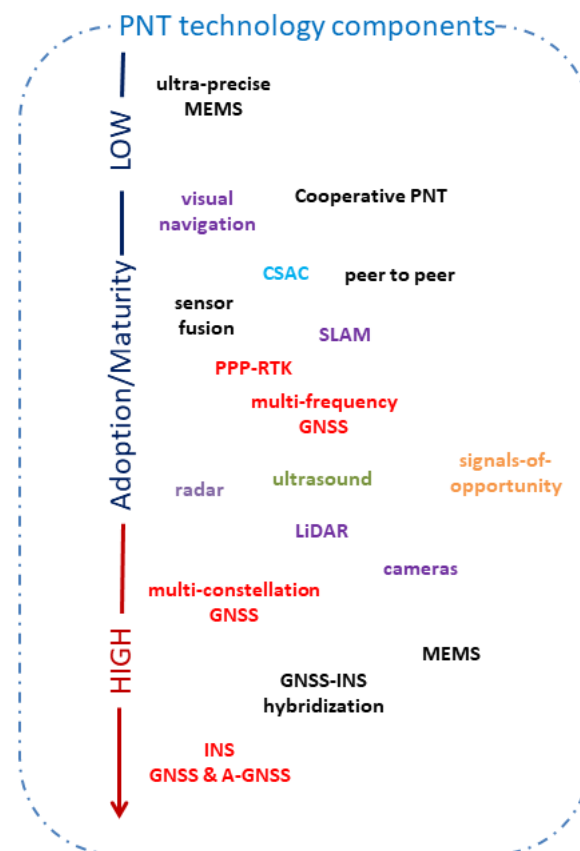 PNT technology components
LOW
Adoption/Maturity
HIGH
ultra-precise
MEMS
visual
navigation
Cooperative PNT
CSAC
peer to peer
sensor
fusion
SLAM
PPP-RTK
multi-frequency
GNSS
signals-of-
opportunity
radar
ultrasound
LiDAR
cameras
multi-constellation
GNSS
MEMS
GNSS-INS
hybridization
INS
GNSS & A-GNSS